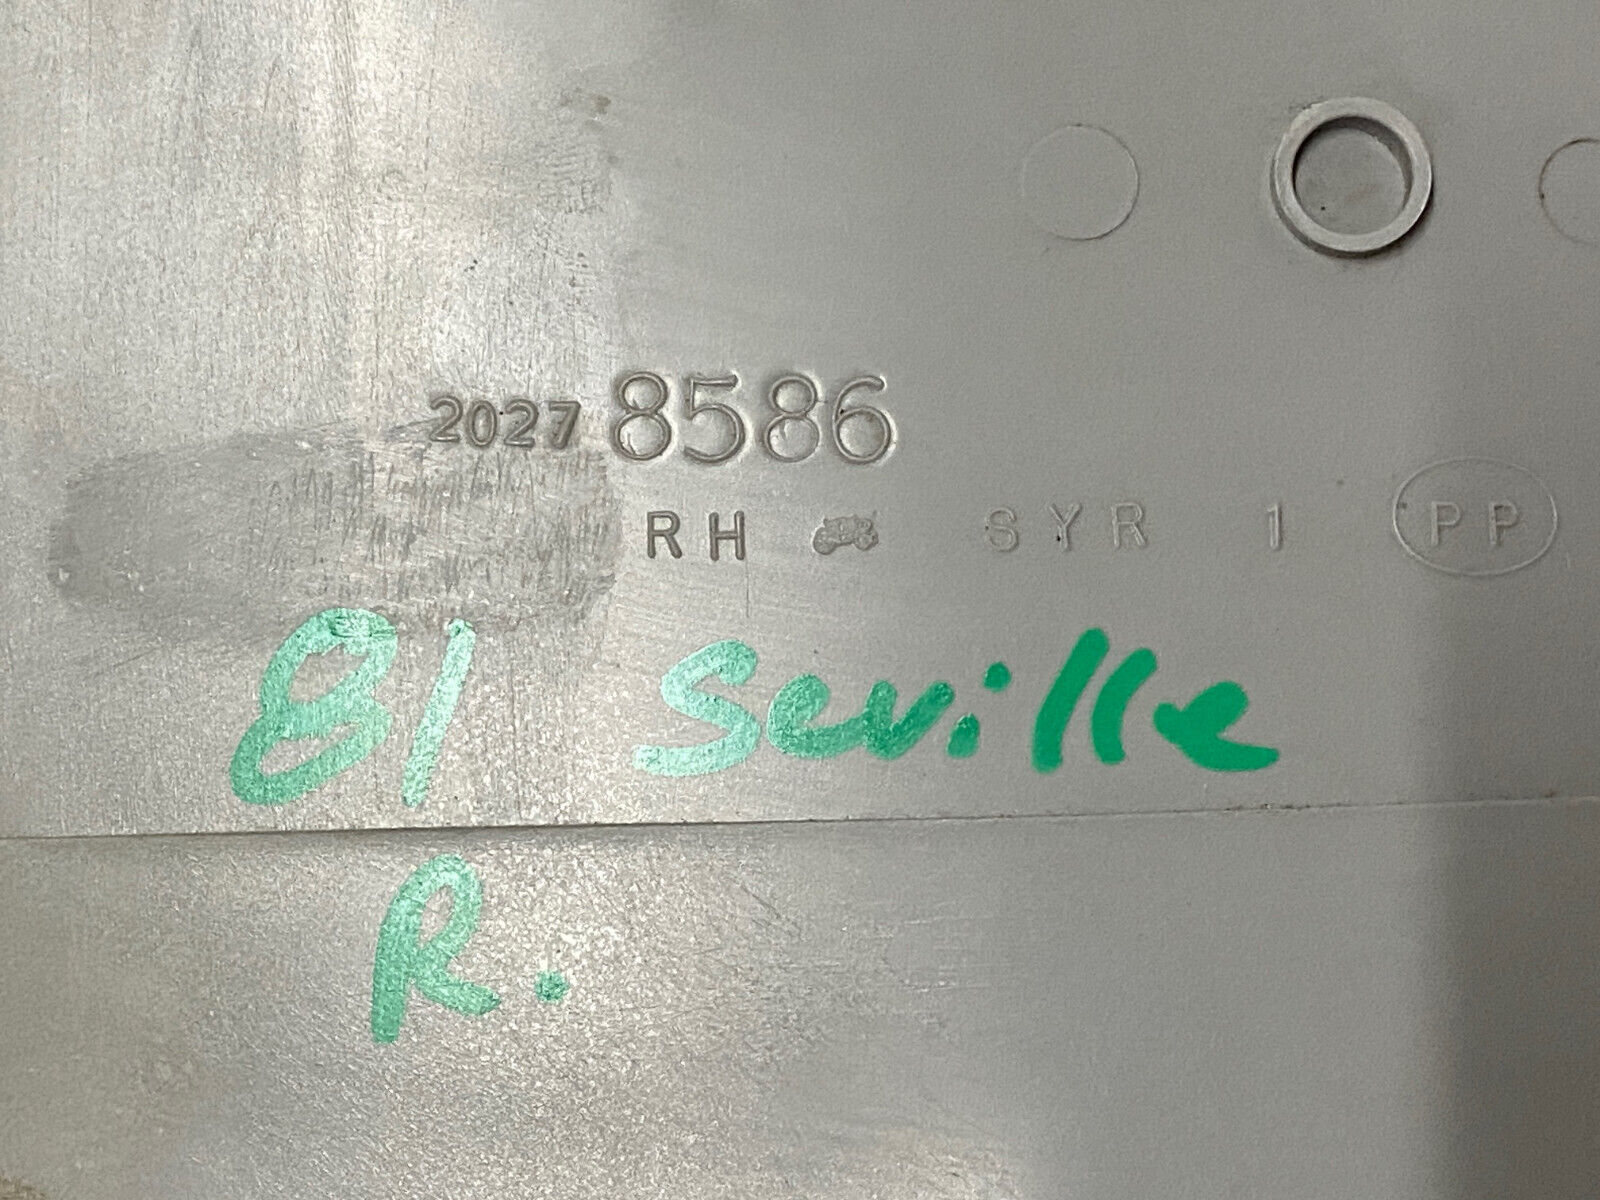 2027 8586
RH SYR 1 PP
81 Seville
R.